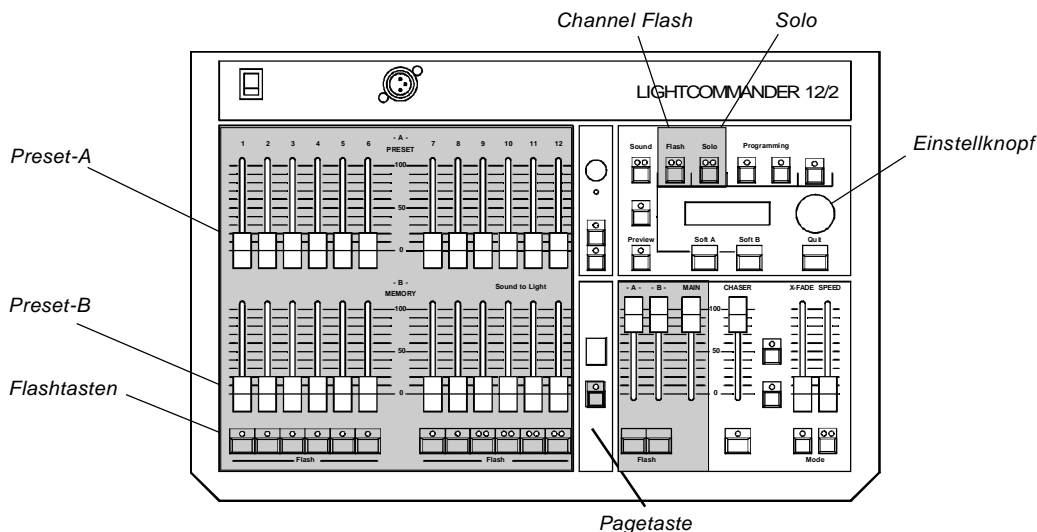 Channel Flash Solo
LIGHTCOMMANDER 12/2
Preset-A
Einstellknopf
- A -
PRESET
1 2 3 4 5 6 7 8 9 10 11 12
100
50
0
Sound Flash Solo Programming
Preview Soft A Soft B Quit
Preset-B
- B -
MEMORY
Sound to Light
100
50
0
- A - - B - MAIN CHASER X-FADE SPEED
100
50
0
Flashtasten
Flash Flash
Flash
Mode
Pagetaste